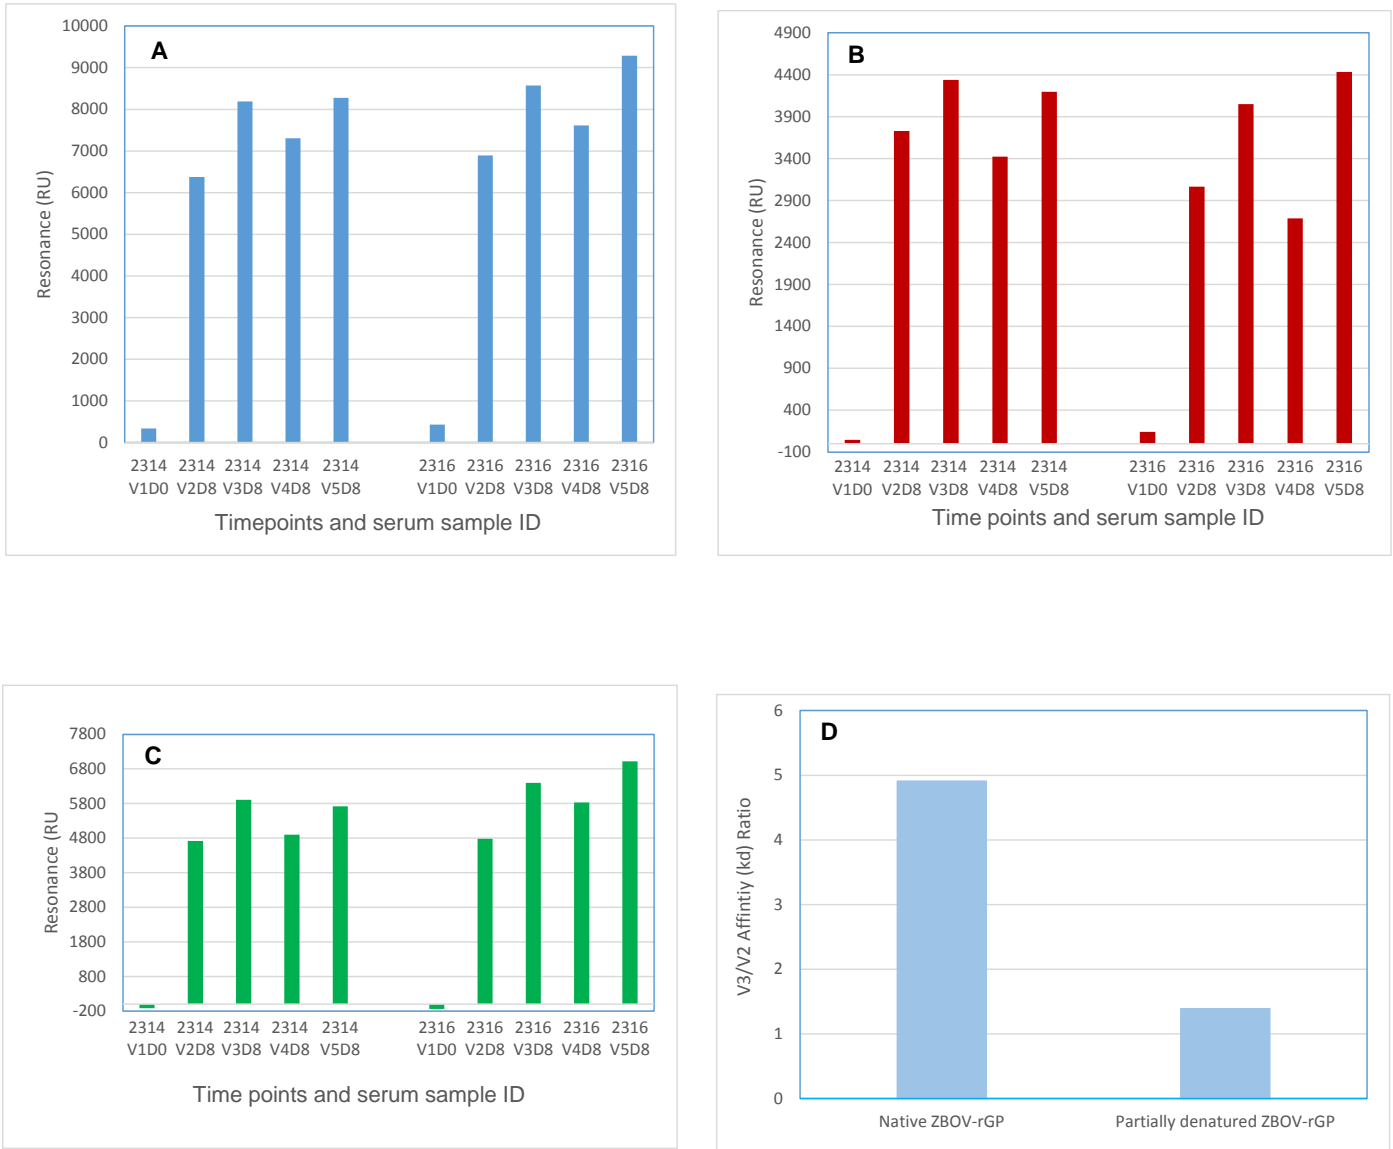 A
Resonance (RU)
10000
9000
8000
7000
6000
5000
4000
3000
2000
1000
0
2314 2314 2314 2314 2314 2316 2316 2316 2316 2316
V1D0 V2D8 V3D8 V4D8 V5D8 V1D0 V2D8 V3D8 V4D8 V5D8
Timepoints and serum sample ID
B
Resonance (RU)
4900
4400
3900
3400
2900
2400
1900
1400
900
400
-100
2314 2314 2314 2314 2314 2316 2316 2316 2316 2316
V1D0 V2D8 V3D8 V4D8 V5D8 V1D0 V2D8 V3D8 V4D8 V5D8
Time points and serum sample ID
C
Resonance (RU
7800
6800
5800
4800
3800
2800
1800
800
-200
2314 2314 2314 2314 2314 2316 2316 2316 2316 2316
V1D0 V2D8 V3D8 V4D8 V5D8 V1D0 V2D8 V3D8 V4D8 V5D8
Time points and serum sample ID
D
V3/V2 Affintiy (kd) Ratio
6
5
4
3
2
1
0
Native ZBOV-rGP Partially denatured ZBOV-rGP